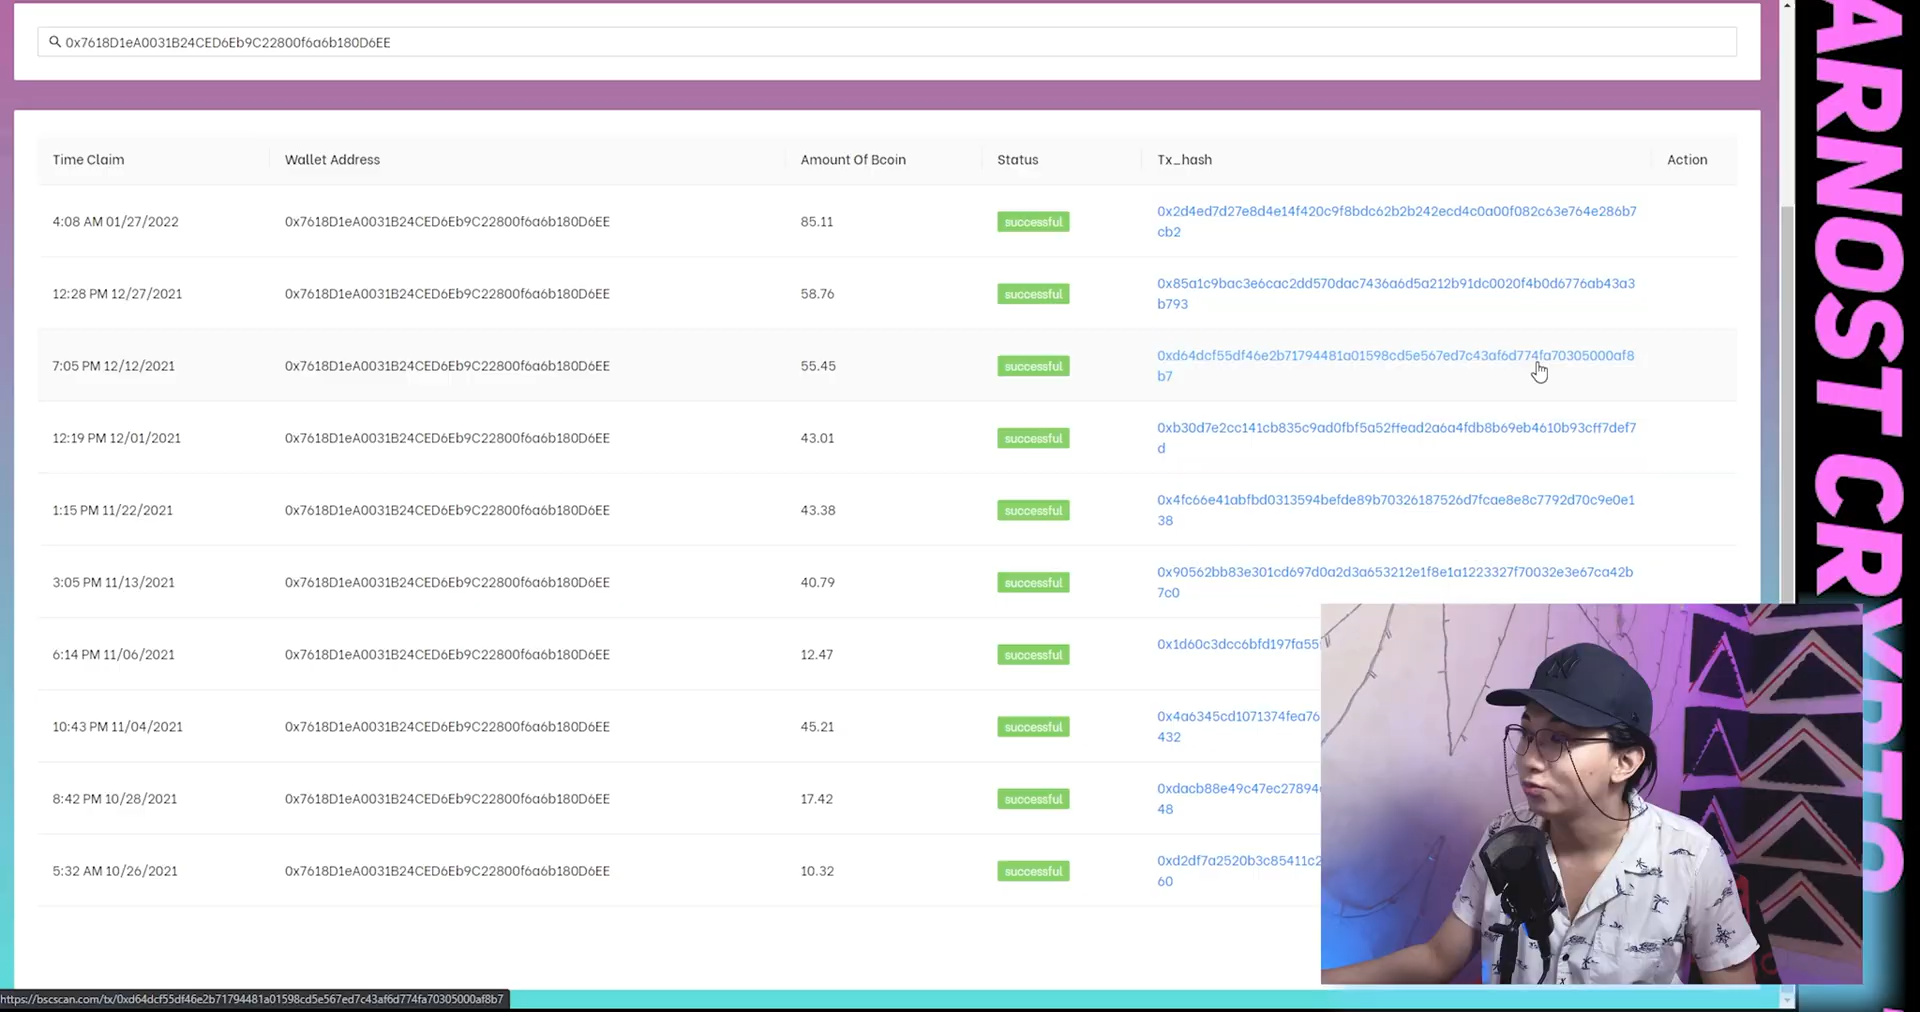 0x7618D1eA0031B24CED6Eb9C22800f6a6b180D6EE
Time Claim Wallet Address Amount Of Bcoin Status Tx_hash Action
4:08 AM 01/27/2022 0x7618D1eA0031B24CED6Eb9C22800f6a6b180D6EE 85.11 successful 0x2d4ed7d27e8d4e14f420c9f8bdc62b2b242ecd4c0a00f082c63e764e286b7
cb2
12:28 PM 12/27/2021 0x7618D1eA0031B24CED6Eb9C22800f6a6b180D6EE 58.76 successful 0x85a1c9bac3e6cac2dd570dac7436a6d5a212b91dc0020f4b0d6776ab43a3
b793
7:05 PM 12/12/2021 0x7618D1eA0031B24CED6Eb9C22800f6a6b180D6EE 55.45 successful 0xd64dcf55df46e2b71794481a01598cd5e567ed7c43af6d774fa70305000af8
b7
12:19 PM 12/01/2021 0x7618D1eA0031B24CED6Eb9C22800f6a6b180D6EE 43.01 successful 0xb30d7e2cc141cb835c9ad0fbf5a52ffead2a6a4fdb8b69eb4610b93cff7def7
d
1:15 PM 11/22/2021 0x7618D1eA0031B24CED6Eb9C22800f6a6b180D6EE 43.38 successful 0x4fc66e41abfbd0313594befde89b70326187526d7fcae8e8c7792d70c9e0e1
38
3:05 PM 11/13/2021 0x7618D1eA0031B24CED6Eb9C22800f6a6b180D6EE 40.79 successful 0x90562bb83e301cd697d0a2d3a653212e1f8e1a1223327f70032e3e67ca42b
7c0
6:14 PM 11/06/2021 0x7618D1eA0031B24CED6Eb9C22800f6a6b180D6EE 12.47 successful 0x1d60c3dcc6bfd197fa55
10:43 PM 11/04/2021 0x7618D1eA0031B24CED6Eb9C22800f6a6b180D6EE 45.21 successful 0x4a6345cd1071374fea76
432
8:42 PM 10/28/2021 0x7618D1eA0031B24CED6Eb9C22800f6a6b180D6EE 17.42 successful 0xdacb88e49c47ec27894
48
5:32 AM 10/26/2021 0x7618D1eA0031B24CED6Eb9C22800f6a6b180D6EE 10.32 successful 0xd2df7a2520b3c85411c2
60
https://bscscan.com/tx/0xd64dcf55df46e2b71794481a01598cd5e567ed7c43af6d774fa70305000af8b7
ARNOST CRYPTO